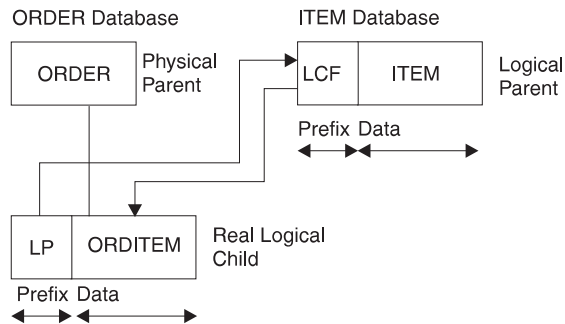 ORDER Database
ITEM Database
ORDER
Physical
Parent
LCF
ITEM
Logical
Parent
Prefix Data
LP
ORDITEM
Real Logical
Child
Prefix Data